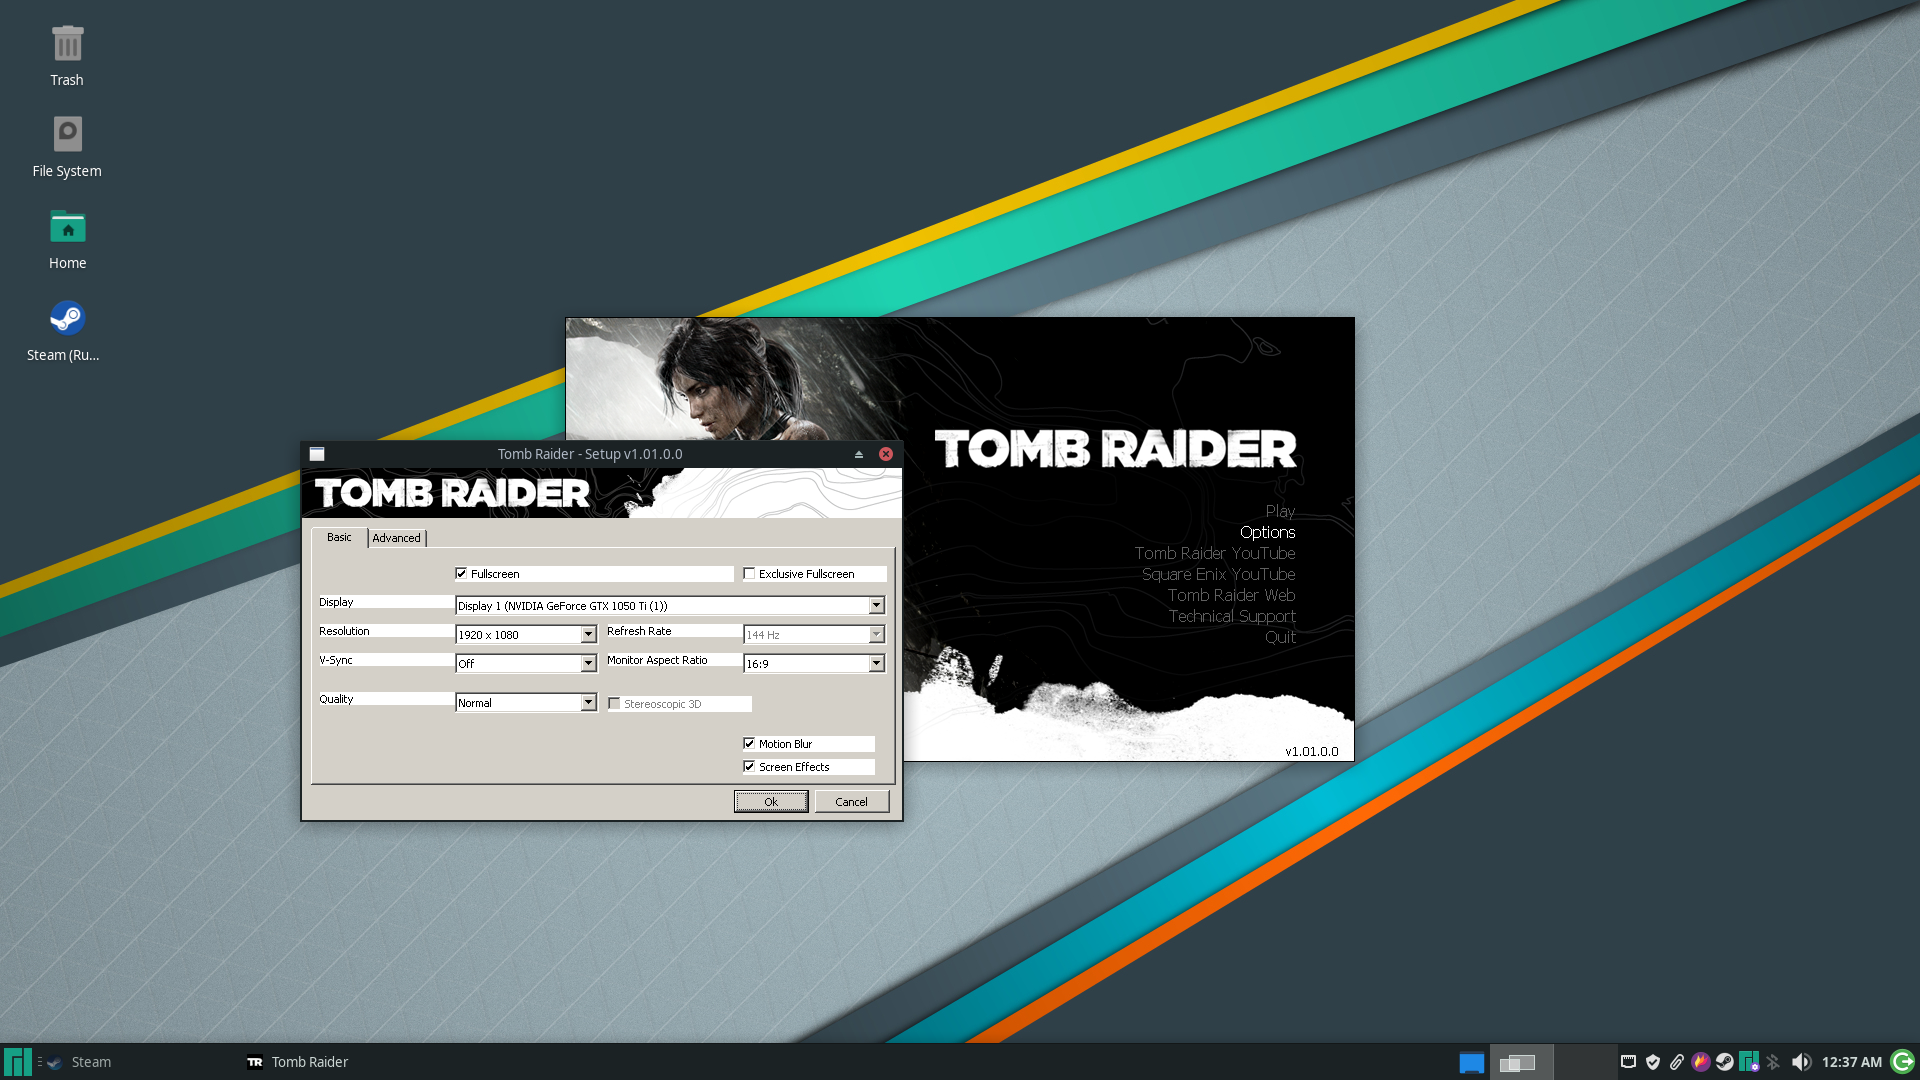 Trash
File System
Home
Steam (Ru...
TOMB RAIDER
Play
Options
Tomb Raider YouTube
Square Enix YouTube
Tomb Raider Web
Technical Support
Quit
v1.01.0.0
Tomb Raider - Setup v1.01.0.0
TOMB RAIDER
Basic
Advanced
Fullscreen
Exclusive Fullscreen
Display
Display 1 (NVIDIA GeForce GTX 1050 Ti (1))
Resolution
1920 x 1080
Refresh Rate
144 Hz
V-Sync
Off
Monitor Aspect Ratio
16:9
Quality
Normal
Stereoscopic 3D
Motion Blur
Screen Effects
Ok
Cancel
Steam
TR
Tomb Raider
12:37 AM